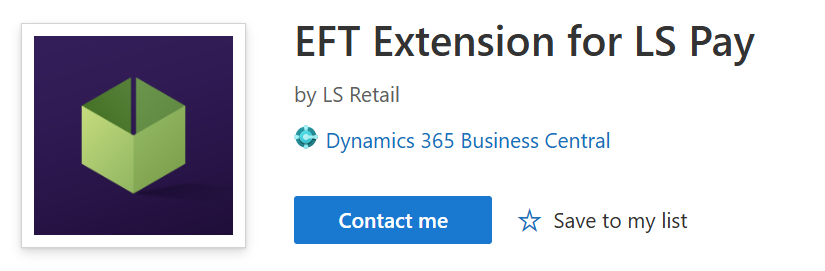 EFT Extension for LS Pay
by LS Retail
Dynamics 365 Business Central
Contact me
Save to my list